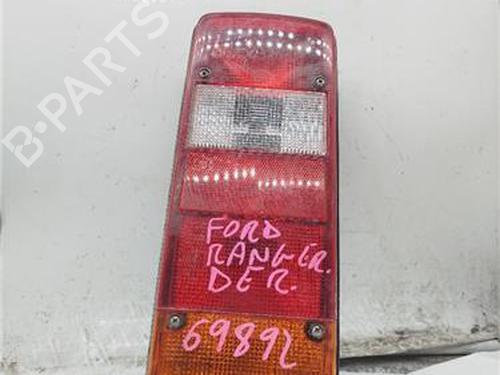 B-PARTS
FORD
RANGER.
DER.
69892